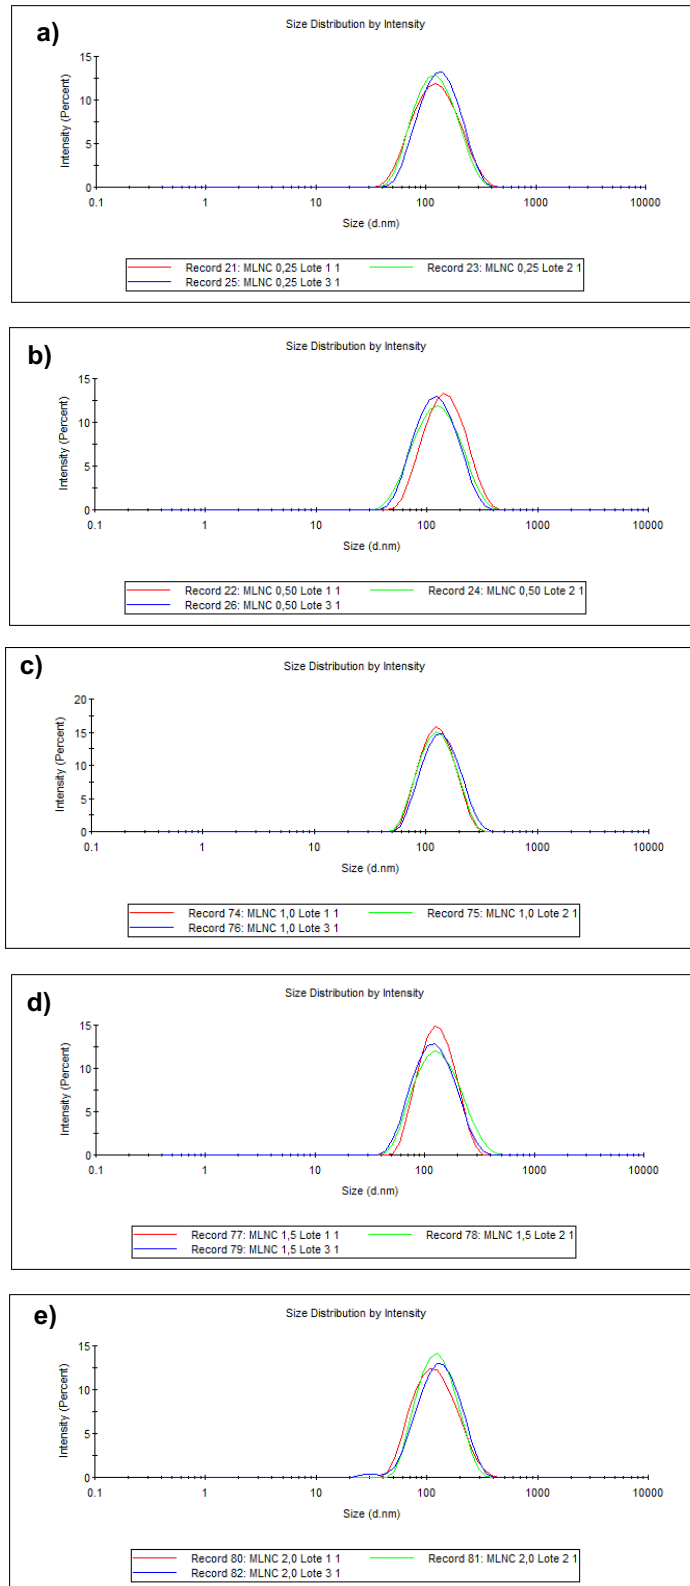 a)
Size Distribution by Intensity
15
10
5
0
0.1 1 10 100 1000 10000
Intensity (Percent)
Size (d.nm)
Record 21: MLNC 0,25 Lote 1 1 Record 23: MLNC 0,25 Lote 2 1
Record 25: MLNC 0,25 Lote 3 1
b)
Size Distribution by Intensity
15
10
5
0
0.1 1 10 100 1000 10000
Intensity (Percent)
Size (d.nm)
Record 22: MLNC 0,50 Lote 1 1 Record 24: MLNC 0,50 Lote 2 1
Record 26: MLNC 0,50 Lote 3 1
c)
Size Distribution by Intensity
20
15
10
5
0
0.1 1 10 100 1000 10000
Intensity (Percent)
Size (d.nm)
Record 74: MLNC 1,0 Lote 1 1 Record 75: MLNC 1,0 Lote 2 1
Record 76: MLNC 1,0 Lote 3 1
d)
Size Distribution by Intensity
15
10
5
0
0.1 1 10 100 1000 10000
Intensity (Percent)
Size (d.nm)
Record 77: MLNC 1,5 Lote 1 1 Record 78: MLNC 1,5 Lote 2 1
Record 79: MLNC 1,5 Lote 3 1
e)
Size Distribution by Intensity
15
10
5
0
0.1 1 10 100 1000 10000
Intensity (Percent)
Size (d.nm)
Record 80: MLNC 2,0 Lote 1 1 Record 81: MLNC 2,0 Lote 2 1
Record 82: MLNC 2,0 Lote 3 1